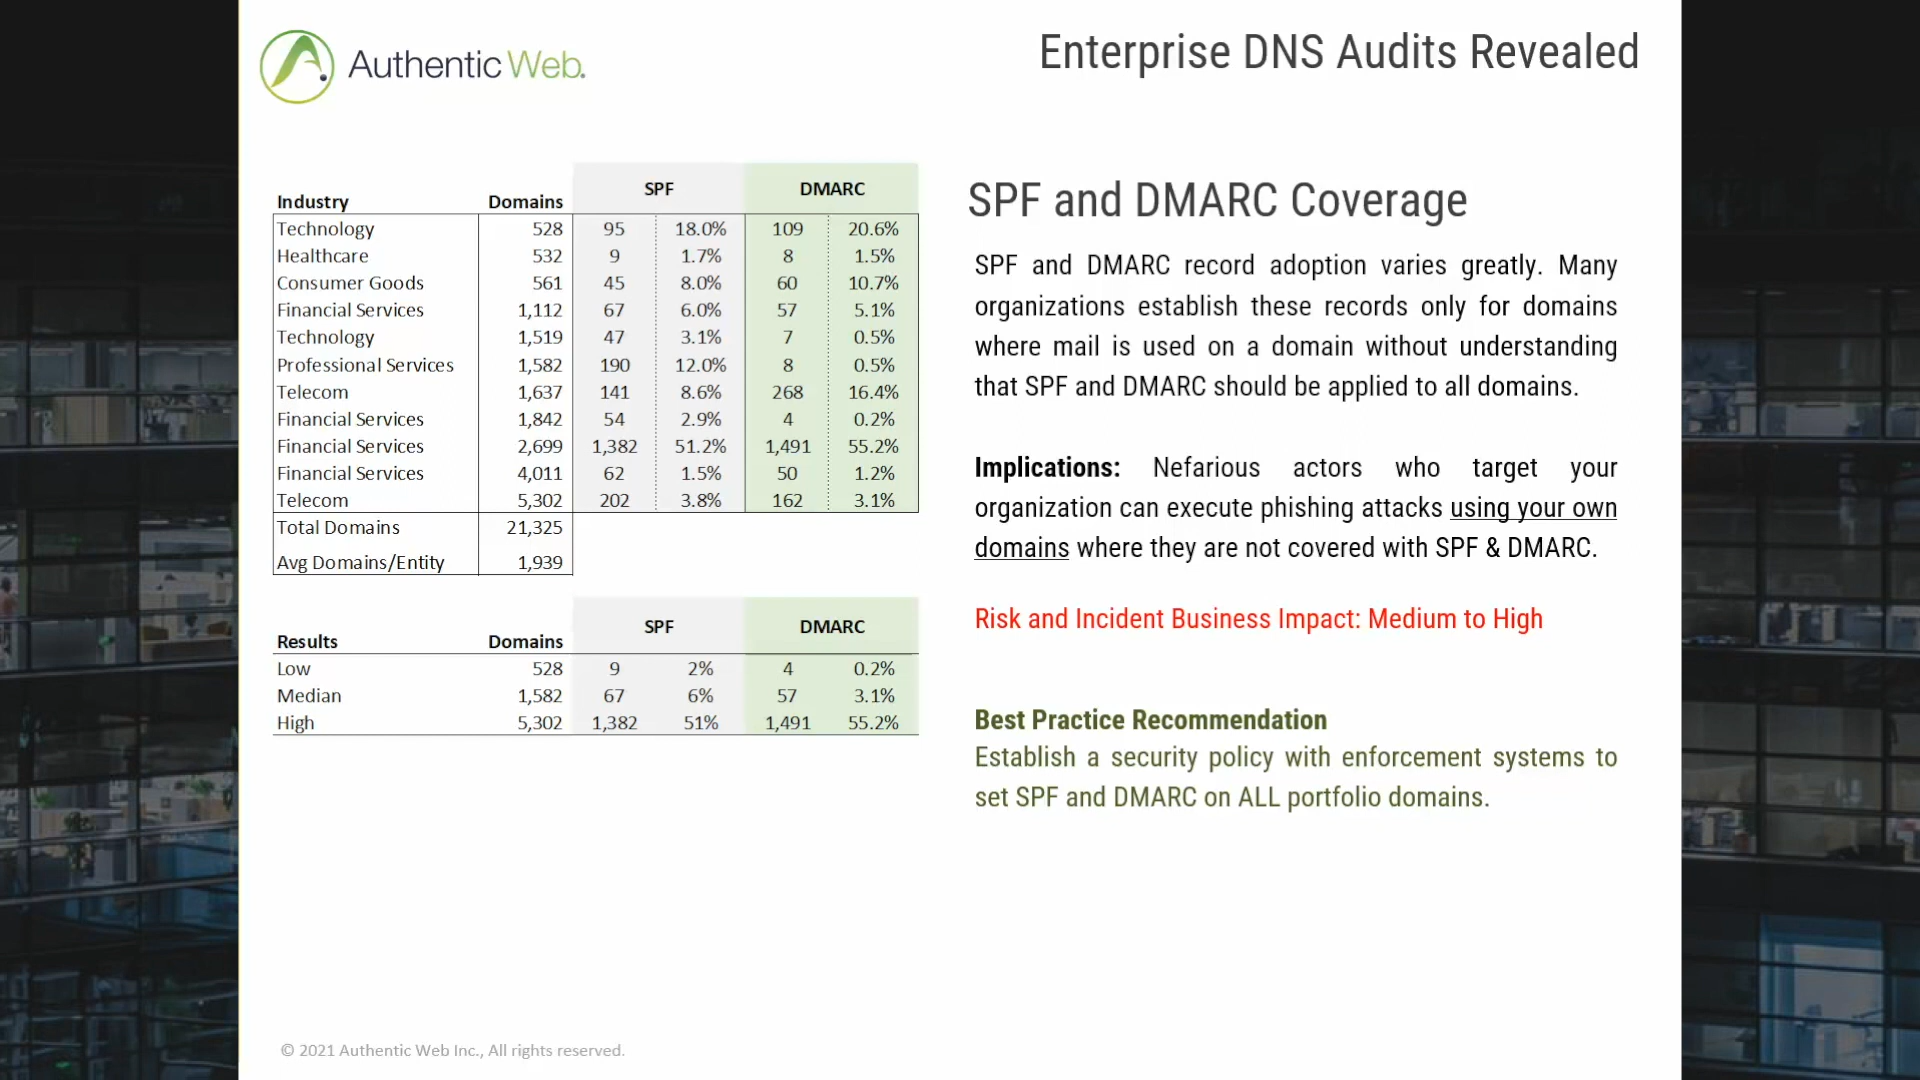 Authentic Web.
Enterprise DNS Audits Revealed
Industry Domains SPF DMARC
Technology 528 95 18.0% 109 20.6%
Healthcare 532 9 1.7% 8 1.5%
Consumer Goods 561 45 8.0% 60 10.7%
Financial Services 1,112 67 6.0% 57 5.1%
Technology 1,519 47 3.1% 7 0.5%
Professional Services 1,582 190 12.0% 8 0.5%
Telecom 1,637 141 8.6% 268 16.4%
Financial Services 1,842 54 2.9% 4 0.2%
Financial Services 2,699 1,382 51.2% 1,491 55.2%
Financial Services 4,011 62 1.5% 50 1.2%
Telecom 5,302 202 3.8% 162 3.1%
Total Domains 21,325
Avg Domains/Entity 1,939
Results Domains SPF DMARC
Low 528 9 2% 4 0.2%
Median 1,582 67 6% 57 3.1%
High 5,302 1,382 51% 1,491 55.2%
SPF and DMARC Coverage
SPF and DMARC record adoption varies greatly. Many
organizations establish these records only for domains
where mail is used on a domain without understanding
that SPF and DMARC should be applied to all domains.
Implications: Nefarious actors who target your
organization can execute phishing attacks using your own
domains where they are not covered with SPF & DMARC.
Risk and Incident Business Impact: Medium to High
Best Practice Recommendation
Establish a security policy with enforcement systems to
set SPF and DMARC on ALL portfolio domains.
© 2021 Authentic Web Inc., All rights reserved.